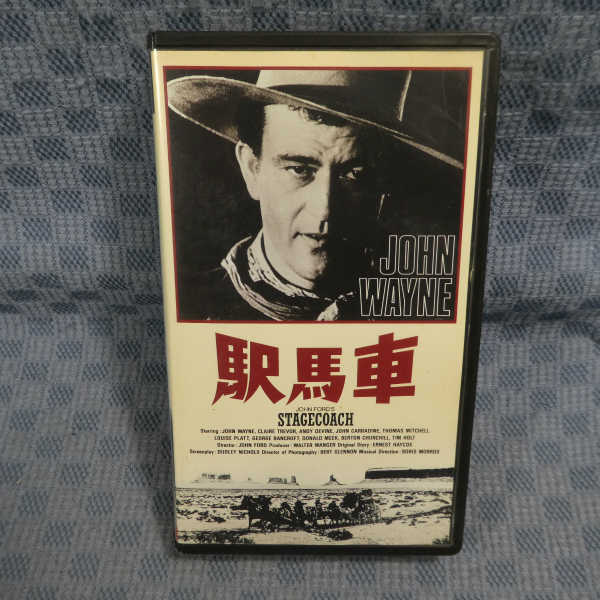 JOHN
WAYNE
駅馬車
JOHN FORD'S
STAGECOACH
Starring : JOHN WAYNE, CLAIRE TREVOR, ANDY DEVINE, JOHN CARRADINE, THOMAS MITCHELL,
LOUISE PLATT, GEORGE BANCROFT, DONALD MEEK, BERTON CHURCHILL, TIM HOLT
Director : JOHN FORD Producer : WALTER WANGER Original Story : ERNEST HAYCOX
Screenplay : DUDLEY NICHOLS Director of Photography : BERT GLENNON Musical Direction : BORIS MORROS